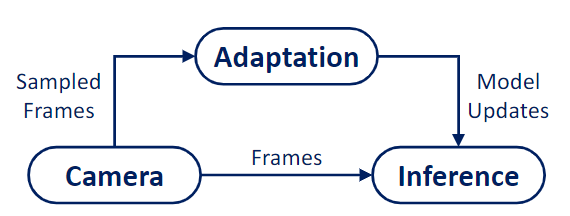 Adaptation
Sampled
Frames
Model
Updates
Frames
Camera
Inference